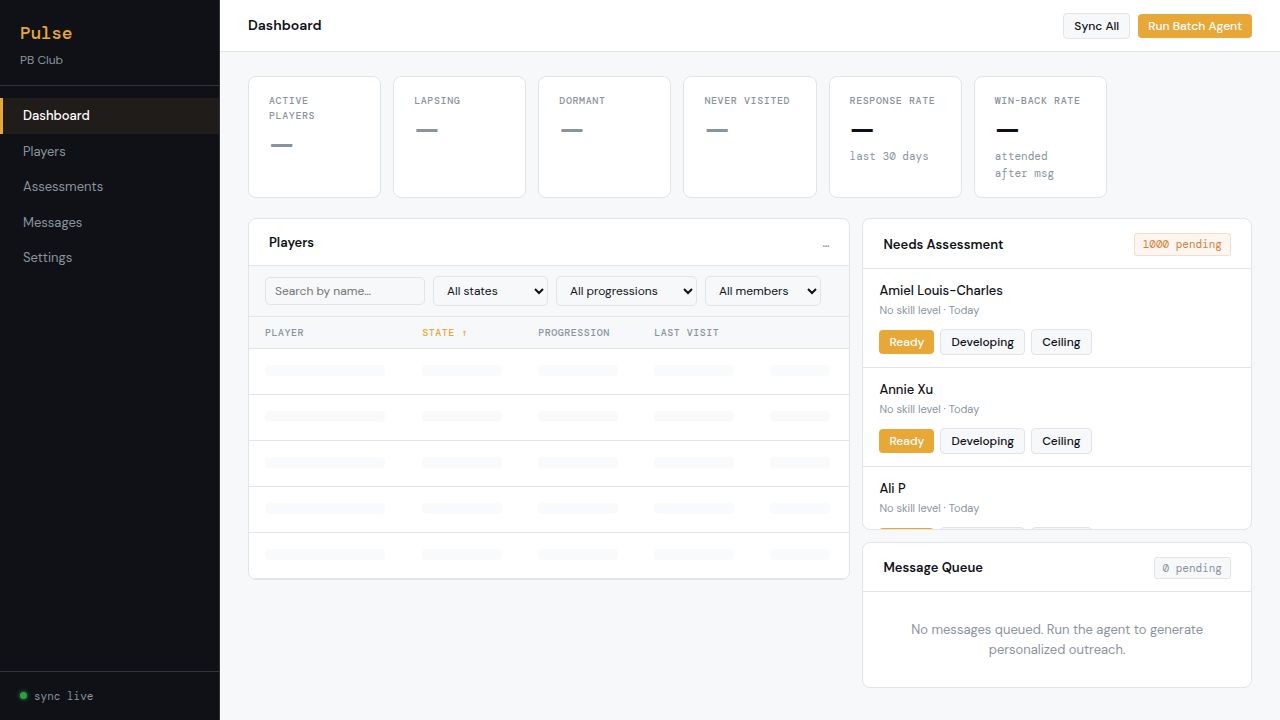 Pulse
PB Club
Dashboard
Players
Assessments
Messages
Settings
sync live
Dashboard
Sync All
Run Batch Agent
ACTIVE
PLAYERS
—
LAPSING
—
DORMANT
—
NEVER VISITED
—
RESPONSE RATE
—
last 30 days
WIN-BACK RATE
—
attended
after msg
Players
…
Search by name…
All states
All progressions
All members
PLAYER
STATE ↑
PROGRESSION
LAST VISIT
Needs Assessment
1000 pending
Amiel Louis-Charles
No skill level · Today
Ready
Developing
Ceiling
Annie Xu
No skill level · Today
Ready
Developing
Ceiling
Ali P
No skill level · Today
Message Queue
0 pending
No messages queued. Run the agent to generate
personalized outreach.